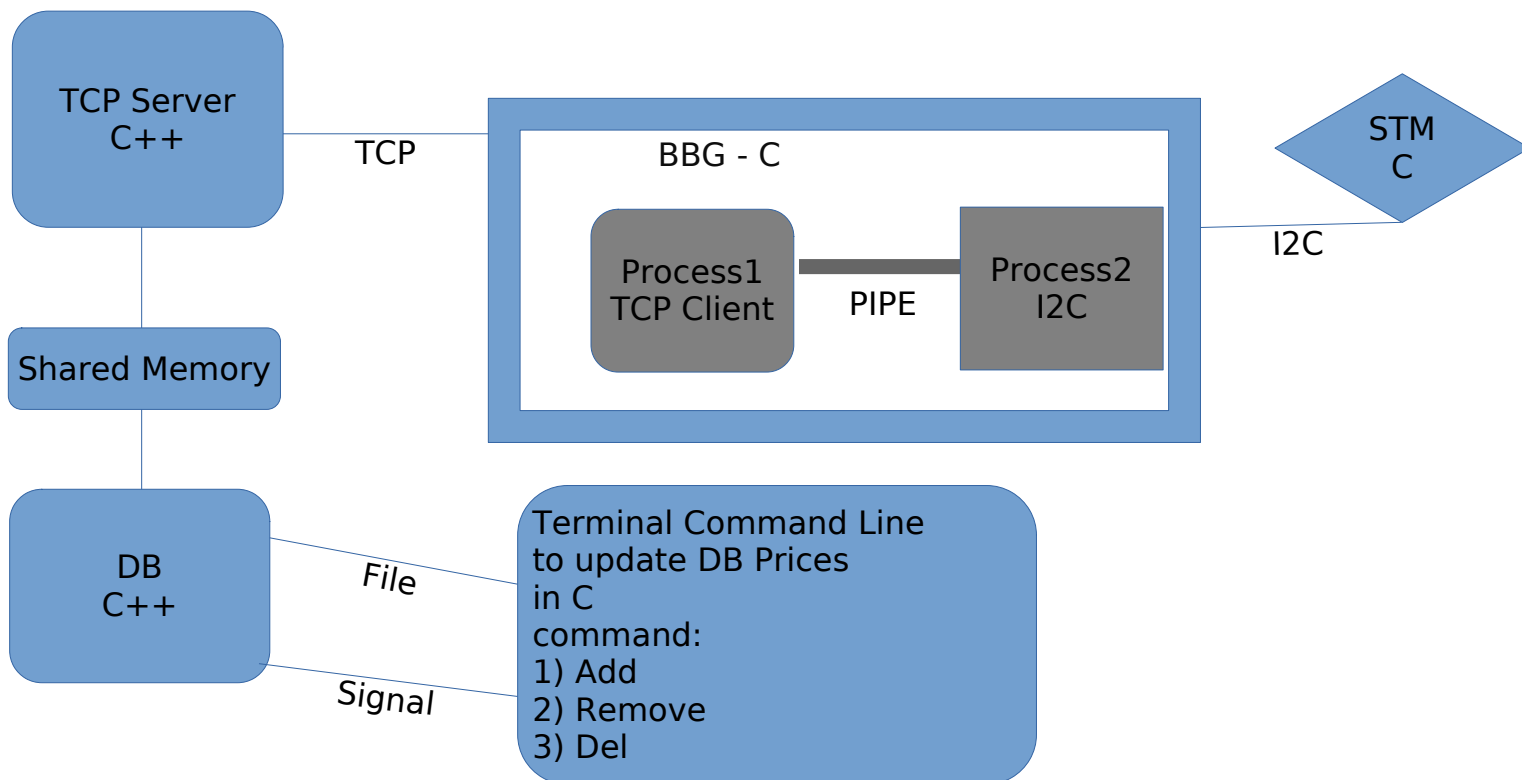 TCP Server
C++
TCP
BBG - C
STM
C
Process1
TCP Client
PIPE
Process2
I2C
I2C
Shared Memory
DB
C++
File
Signal
Terminal Command Line
to update DB Prices
in C
command:
1) Add
2) Remove
3) Del